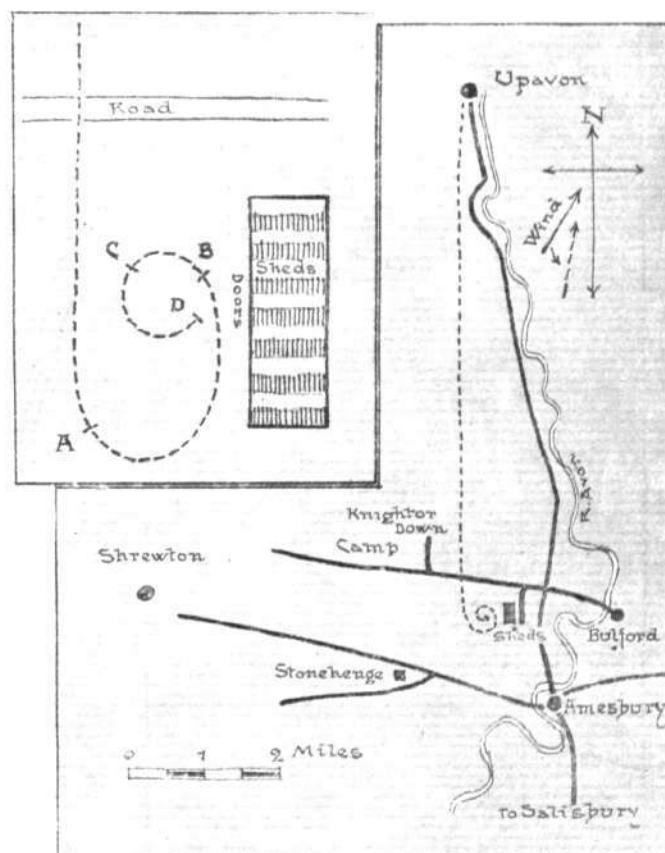 Road
C
B
Sheds
Doors
D
A
Upavon
N
Wind
R. Avon
Knighton
Down
Camp
Shrewton
Sheds
Bulford
Stonehenge
Amesbury
0 1 2 Miles
To Salisbury